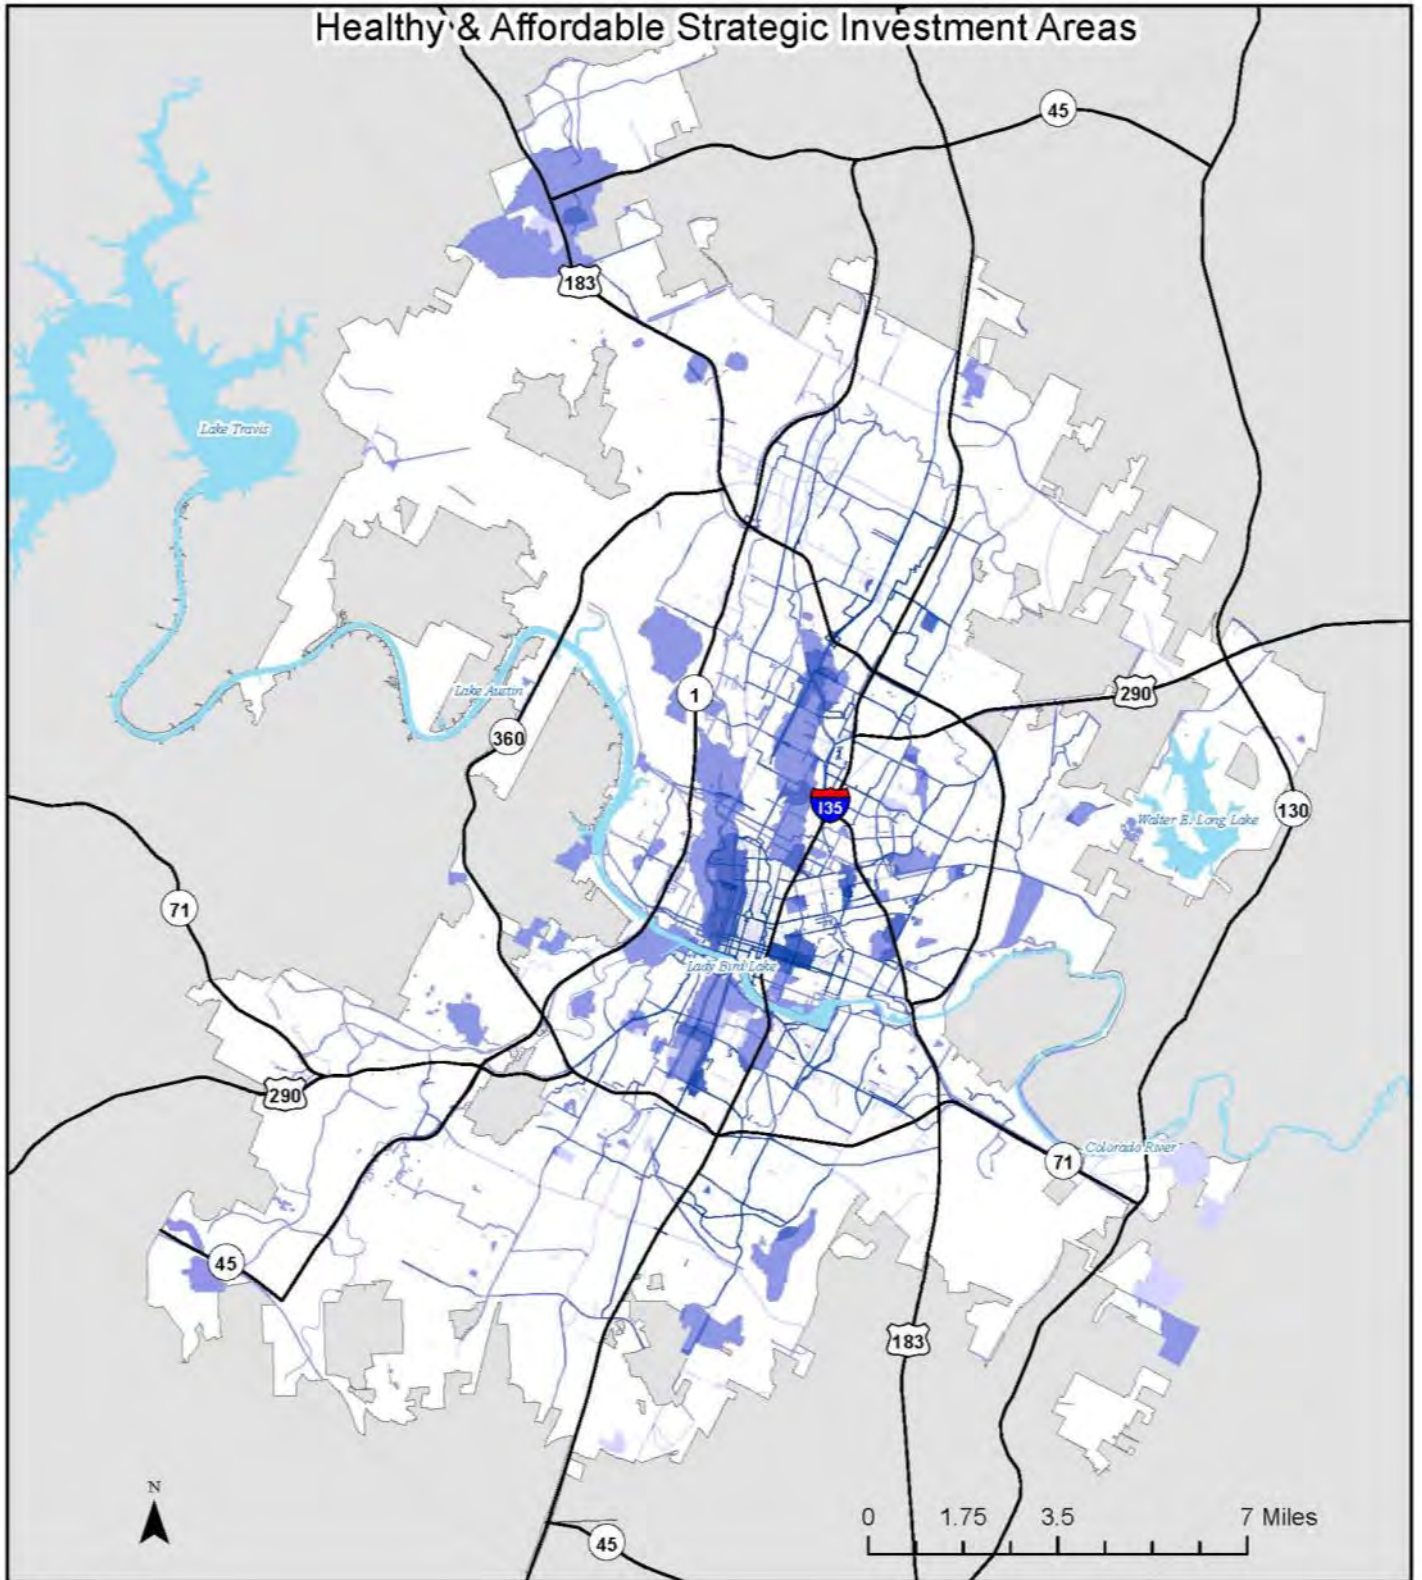 Healthy & Affordable Strategic Investment Areas
45
183
Lake Travis
Lake Austin
1
290
360
I35
Walter E. Long Lake
130
71
Lady Bird Lake
290
Colorado River
71
45
183
N
0 1.75 3.5 7 Miles
45